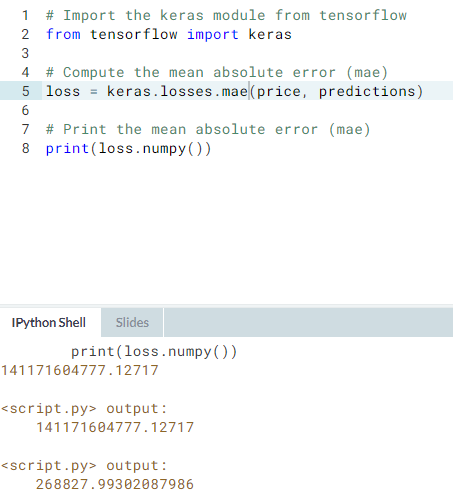 1 # Import the keras module from tensorflow
2 from tensorflow import keras
3
4 # Compute the mean absolute error (mae)
5 loss = keras.losses.mae(price, predictions)
6
7 # Print the mean absolute error (mae)
8 print(loss.numpy())
IPython Shell Slides
print(loss.numpy())
141171604777.12717
<script.py> output:
141171604777.12717
<script.py> output:
268827.99302087986